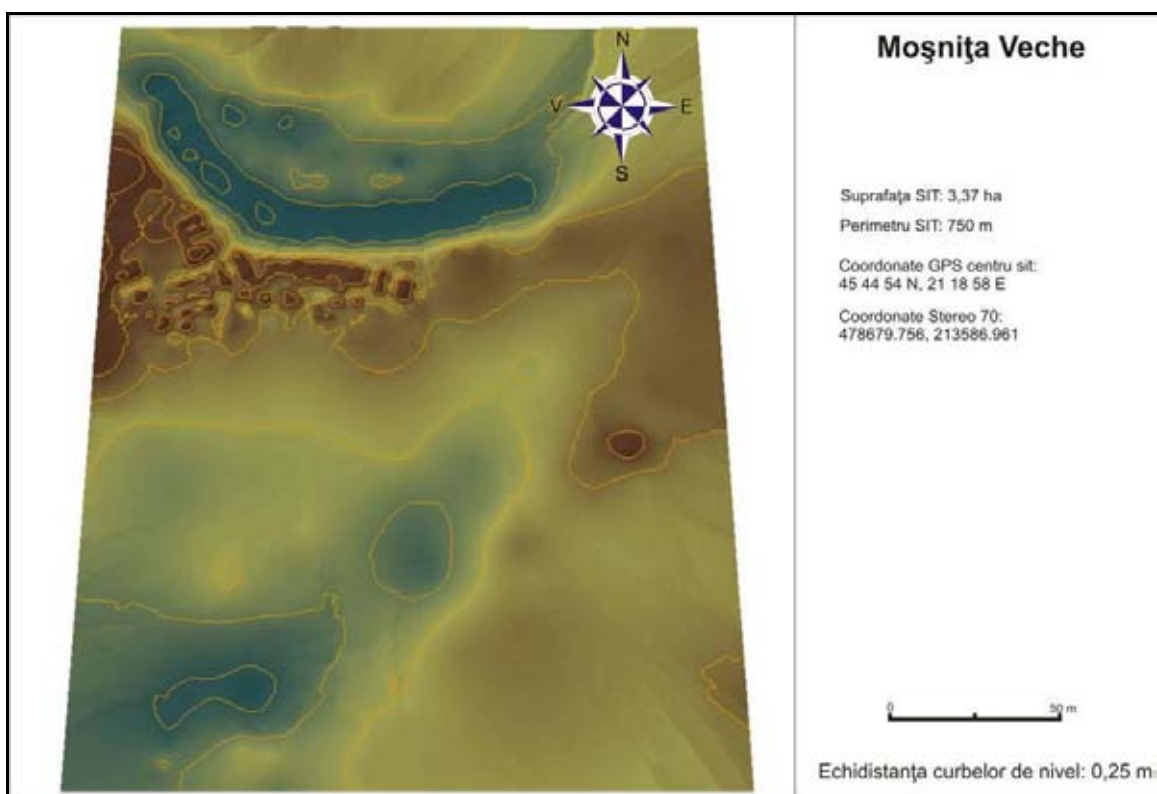 Moşniţa Veche
N
V E
S
Suprafaţa SIT: 3,37 ha
Perimetru SIT: 750 m
Coordonate GPS centru sit:
45 44 54 N, 21 18 58 E
Coordonate Stereo 70:
478679.756, 213586.961
0 50 m
Echidistanţa curbelor de nivel: 0,25 m